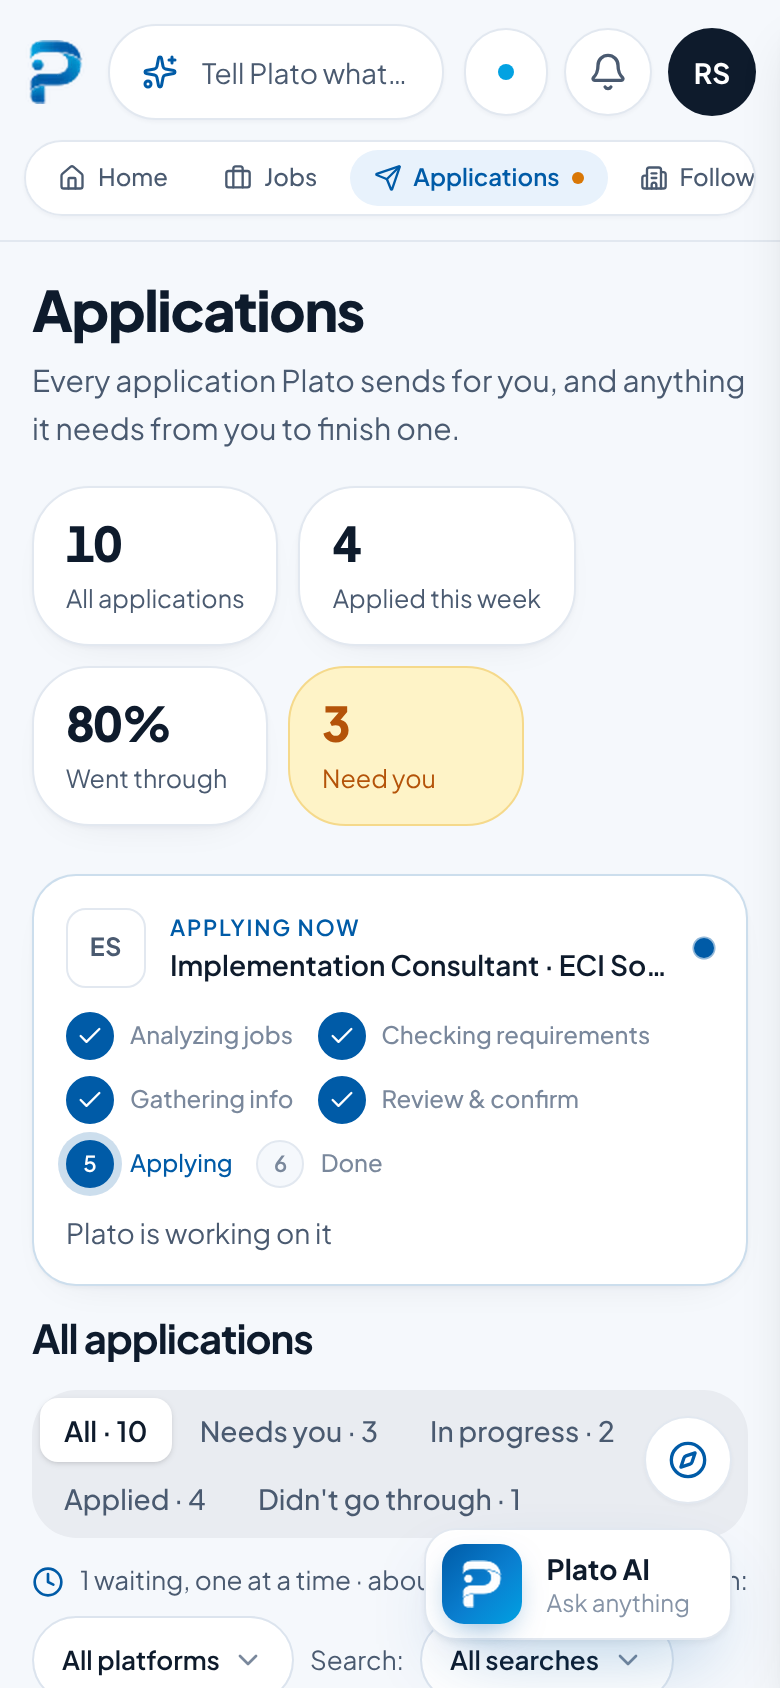 Tell Plato what...
RS
Home
Jobs
Applications
Follow
Applications
Every application Plato sends for you, and anything
it needs from you to finish one.
10
All applications
4
Applied this week
80%
Went through
3
Need you
ES
APPLYING NOW
Implementation Consultant · ECI So...
Analyzing jobs
Checking requirements
Gathering info
Review & confirm
5 Applying
6 Done
Plato is working on it
All applications
All · 10
Needs you · 3
In progress · 2
Applied · 4
Didn't go through · 1
1 waiting, one at a time ·
Plato AI
Ask anything
All platforms
Search:
All searches